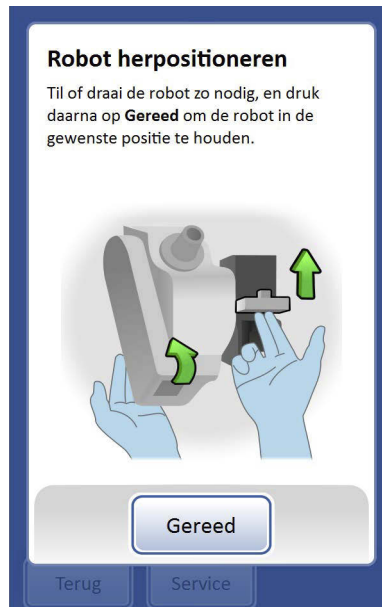 Robot herpositioneren
Til of draai de robot zo nodig, en druk
daarna op Gereed om de robot in de
gewenste positie te houden.
Gereed
Terug
Service